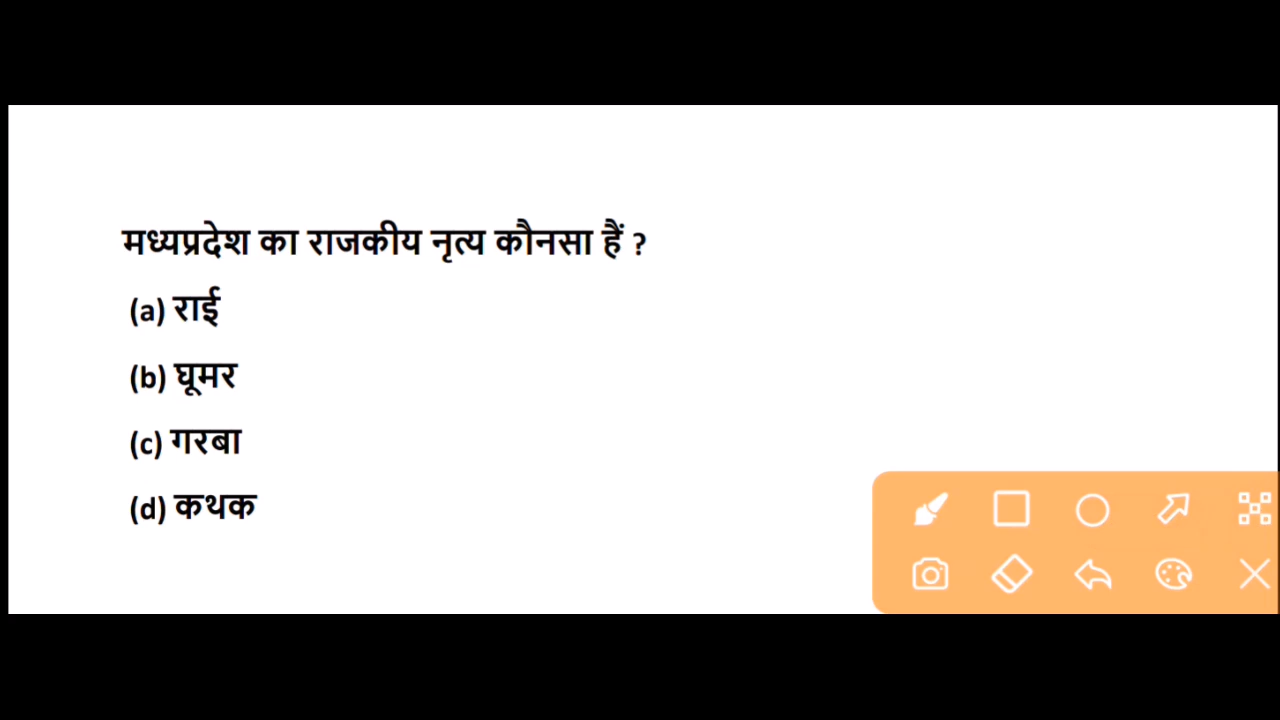 मध्यप्रदेश का राजकीय नृत्य कौनसा हैं ?
(a) राई
(b) घूमर
(c) गरबा
(d) कथक